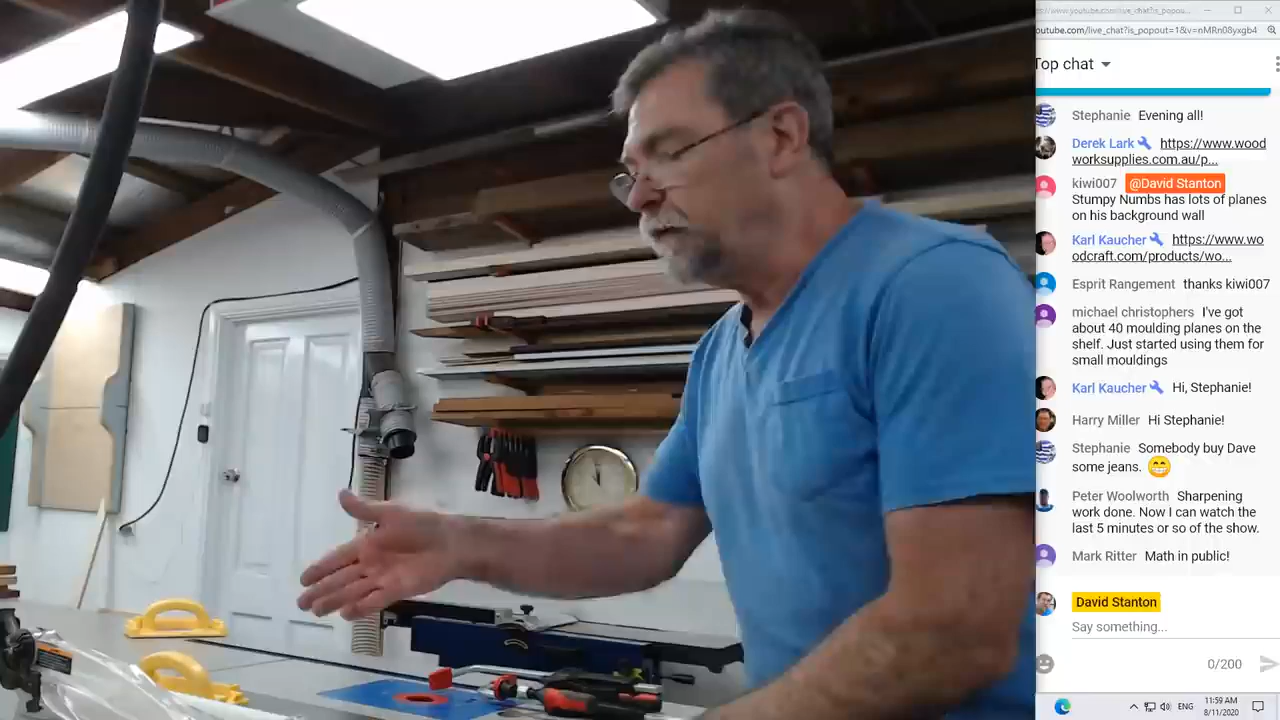 outube.com/live_chat?is_popout=1&v=nMRn08yxgb4
Top chat
Stephanie Evening all!
Derek Lark https://www.wood
worksupplies.com.au/p...
kiwi007 @David Stanton
Stumpy Numbs has lots of planes
on his background wall
Karl Kaucher https://www.wo
odcraft.com/products/wo...
Esprit Rangement thanks kiwi007
michael christophers I've got
about 40 moulding planes on the
shelf. Just started using them for
small mouldings
Karl Kaucher Hi, Stephanie!
Harry Miller Hi Stephanie!
Stephanie Somebody buy Dave
some jeans. 😁
Peter Woolworth Sharpening
work done. Now I can watch the
last 5 minutes or so of the show.
Mark Ritter Math in public!
David Stanton
Say something...
0/200
ENG
11:59 AM
8/11/2020